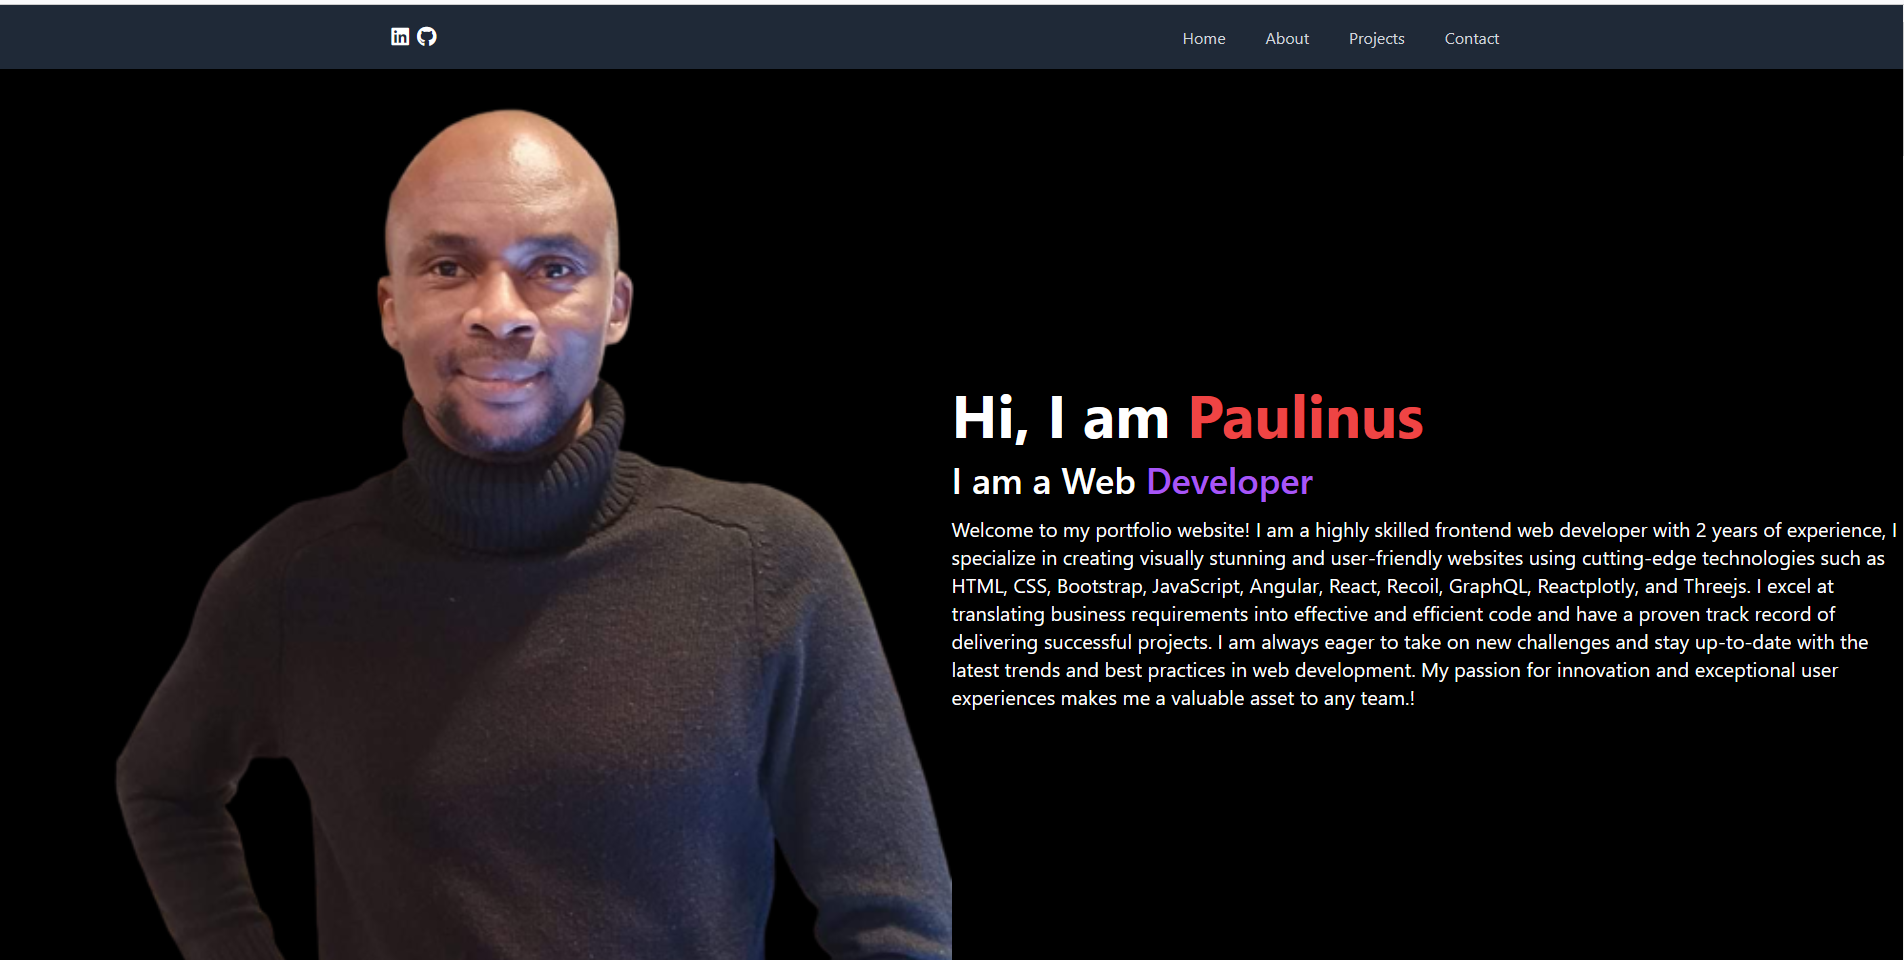 in
Home About Projects Contact
Hi, I am Paulinus
I am a Web Developer
Welcome to my portfolio website! I am a highly skilled frontend web developer with 2 years of experience, I
specialize in creating visually stunning and user-friendly websites using cutting-edge technologies such as
HTML, CSS, Bootstrap, JavaScript, Angular, React, Recoil, GraphQL, Reactplotly, and Threejs. I excel at
translating business requirements into effective and efficient code and have a proven track record of
delivering successful projects. I am always eager to take on new challenges and stay up-to-date with the
latest trends and best practices in web development. My passion for innovation and exceptional user
experiences makes me a valuable asset to any team.!